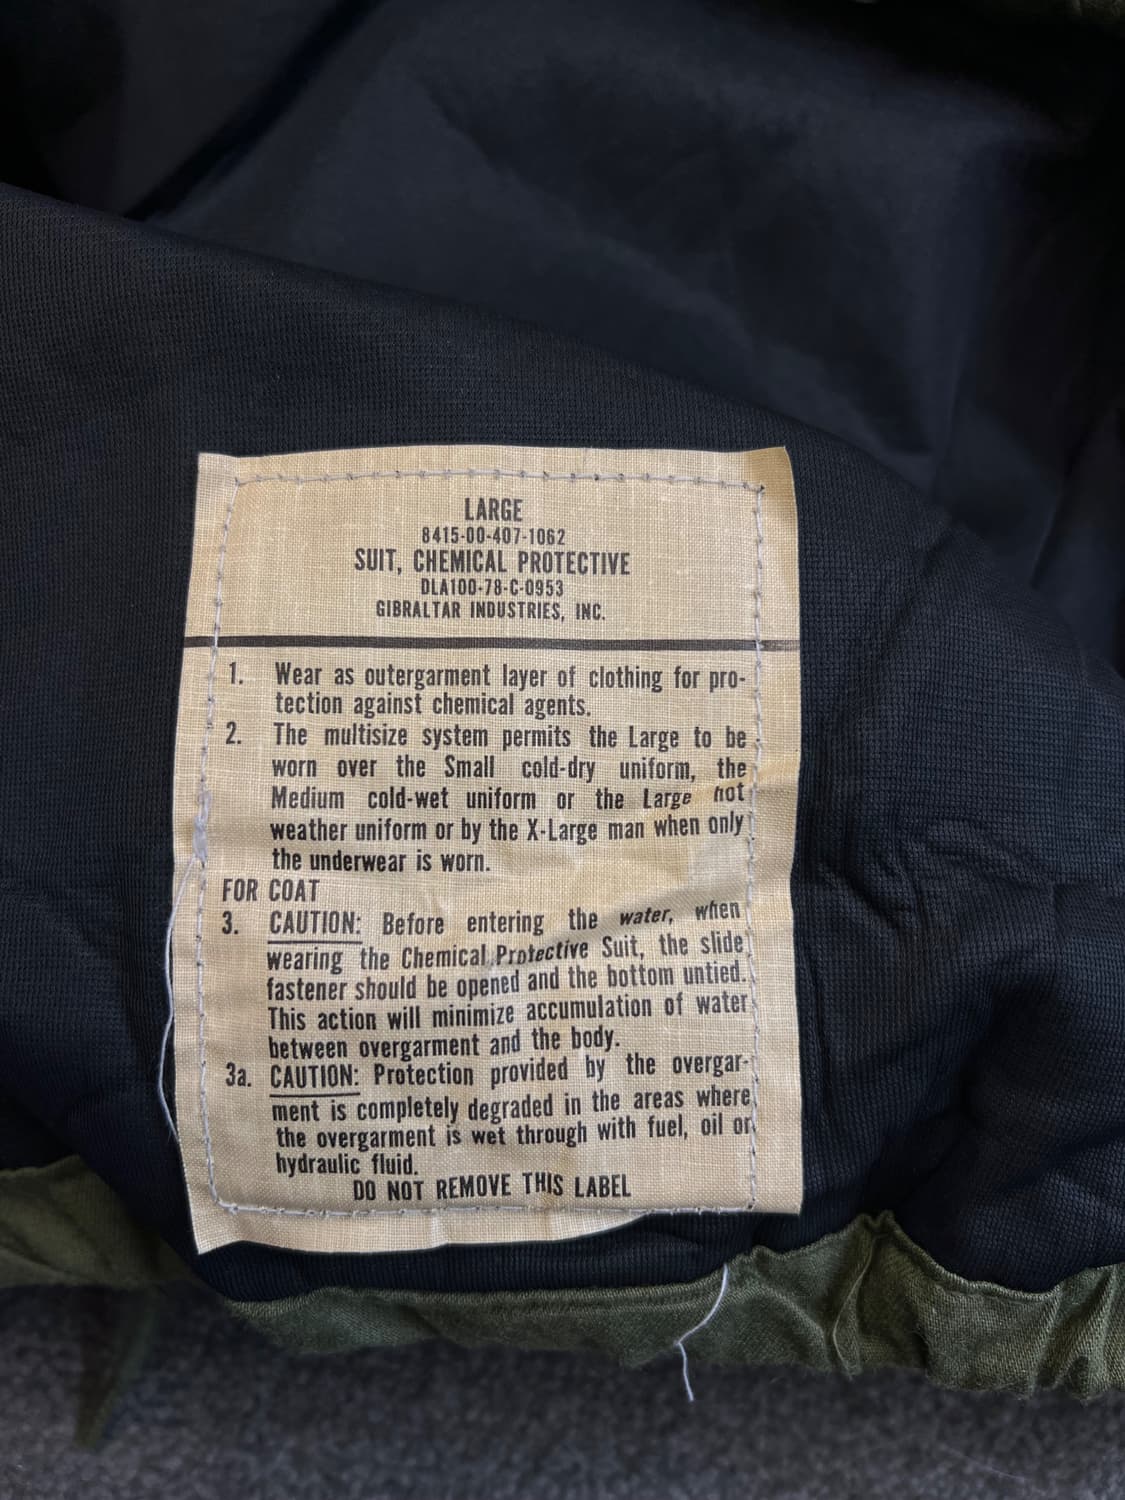 LARGE
8415-00-407-1062
SUIT, CHEMICAL PROTECTIVE
DLA100-78-C-0953
GIBRALTAR INDUSTRIES, INC.
1. Wear as outergarment layer of clothing for pro-
tection against chemical agents.
2. The multisize system permits the Large to be
worn over the Small cold-dry uniform, the
Medium cold-wet uniform or the Large hot
weather uniform or by the X-Large man when only
the underwear is worn.
FOR COAT
3. CAUTION: Before entering the water, when
wearing the Chemical Protective Suit, the slide
fastener should be opened and the bottom untied.
This action will minimize accumulation of water
between overgarment and the body.
3a. CAUTION: Protection provided by the overgar-
ment is completely degraded in the areas where
the overgarment is wet through with fuel, oil or
hydraulic fluid.
DO NOT REMOVE THIS LABEL